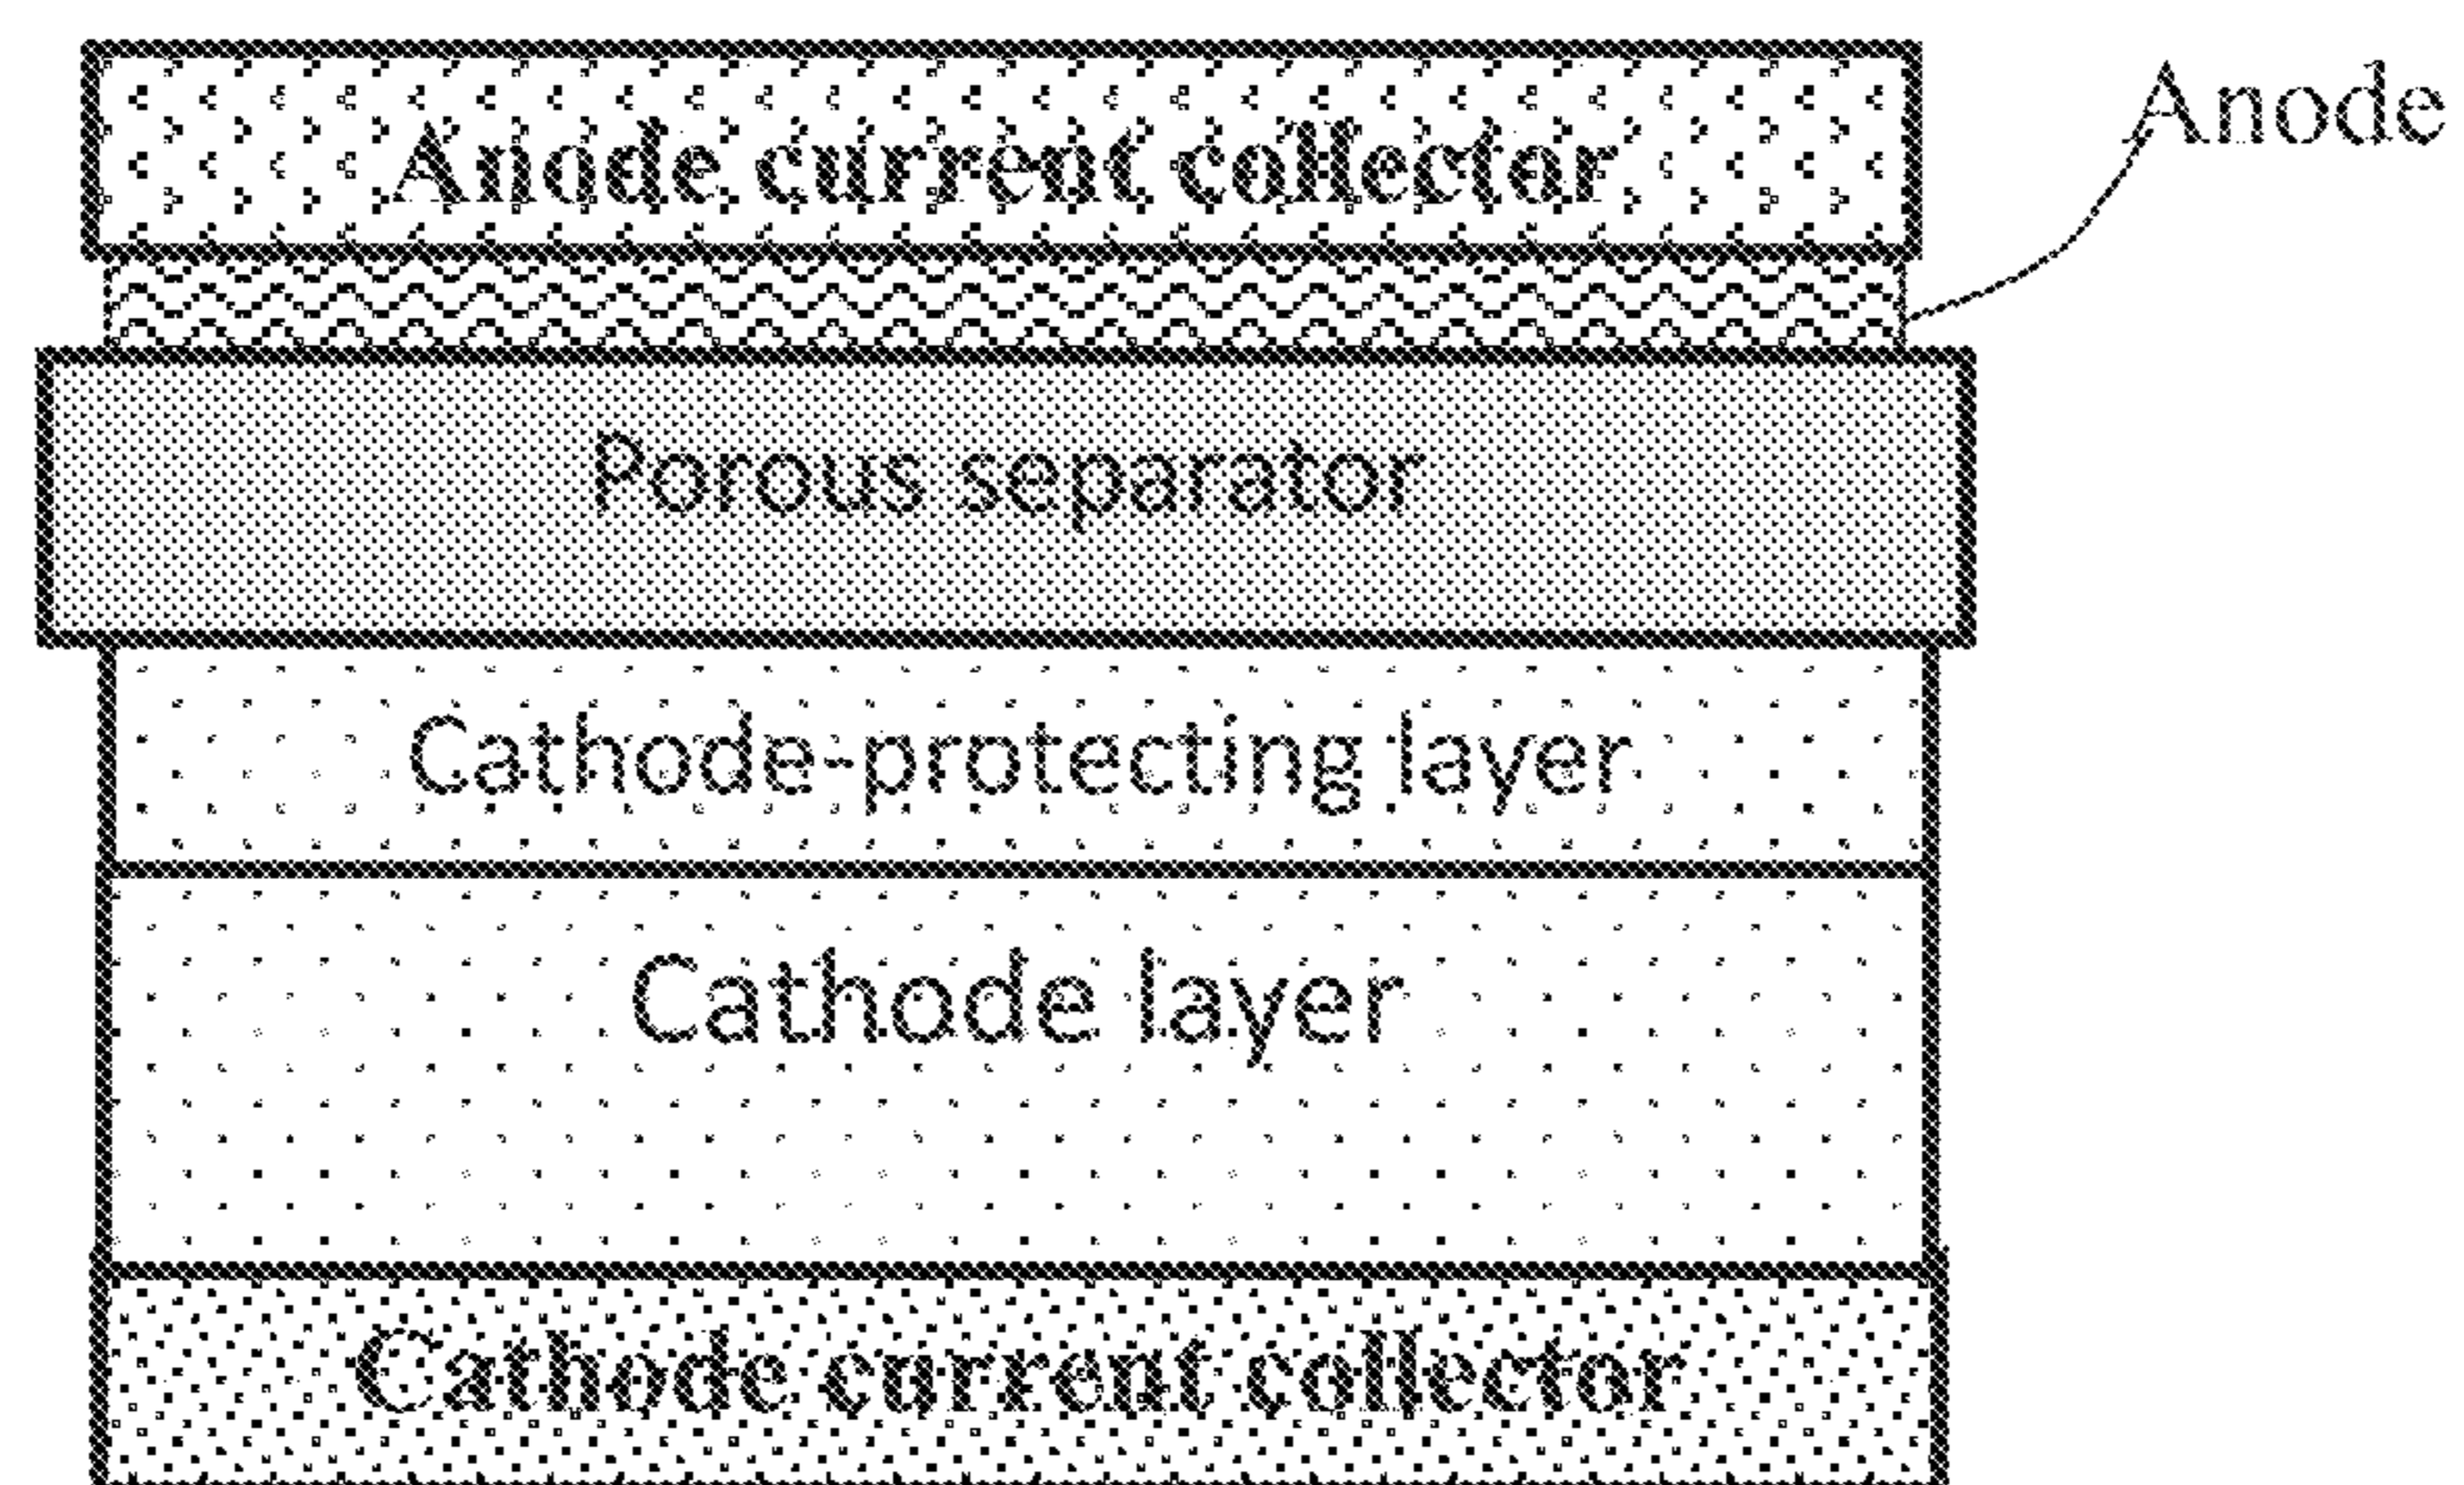 Anode current collector
Anode
Porous separator
Cathode-protecting layer
Cathode layer
Cathode current collector